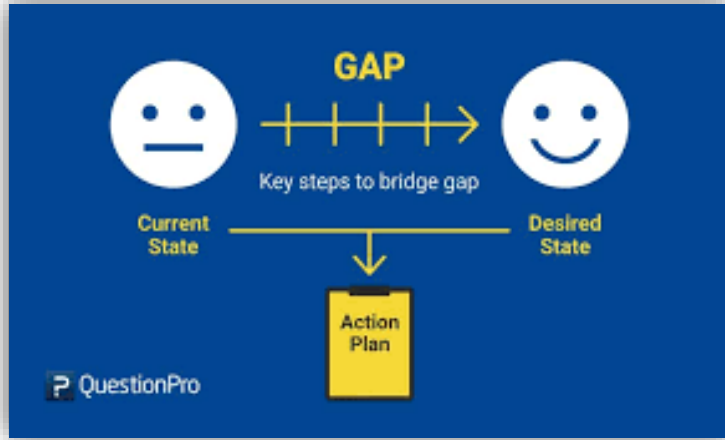 GAP
Key steps to bridge gap
Current
State
Desired
State
Action
Plan
QuestionPro